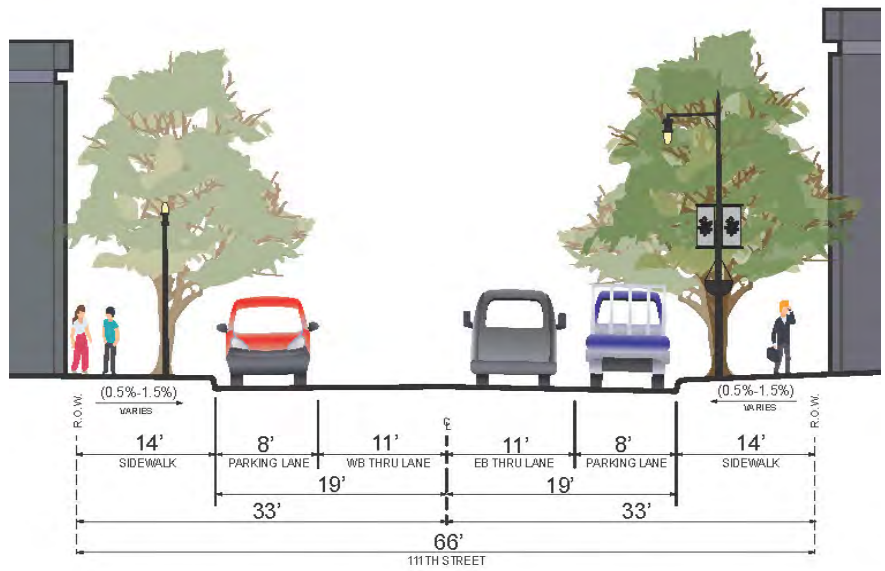 (0.5%-1.5%)
VARIES
(0.5%-1.5%)
VARIES
R.O.W.
℄
R.O.W.
14'
8'
11'
11'
8'
14'
SIDEWALK
PARKING LANE
WB THRU LANE
EB THRU LANE
PARKING LANE
SIDEWALK
19'
19'
33'
33'
66'
111TH STREET